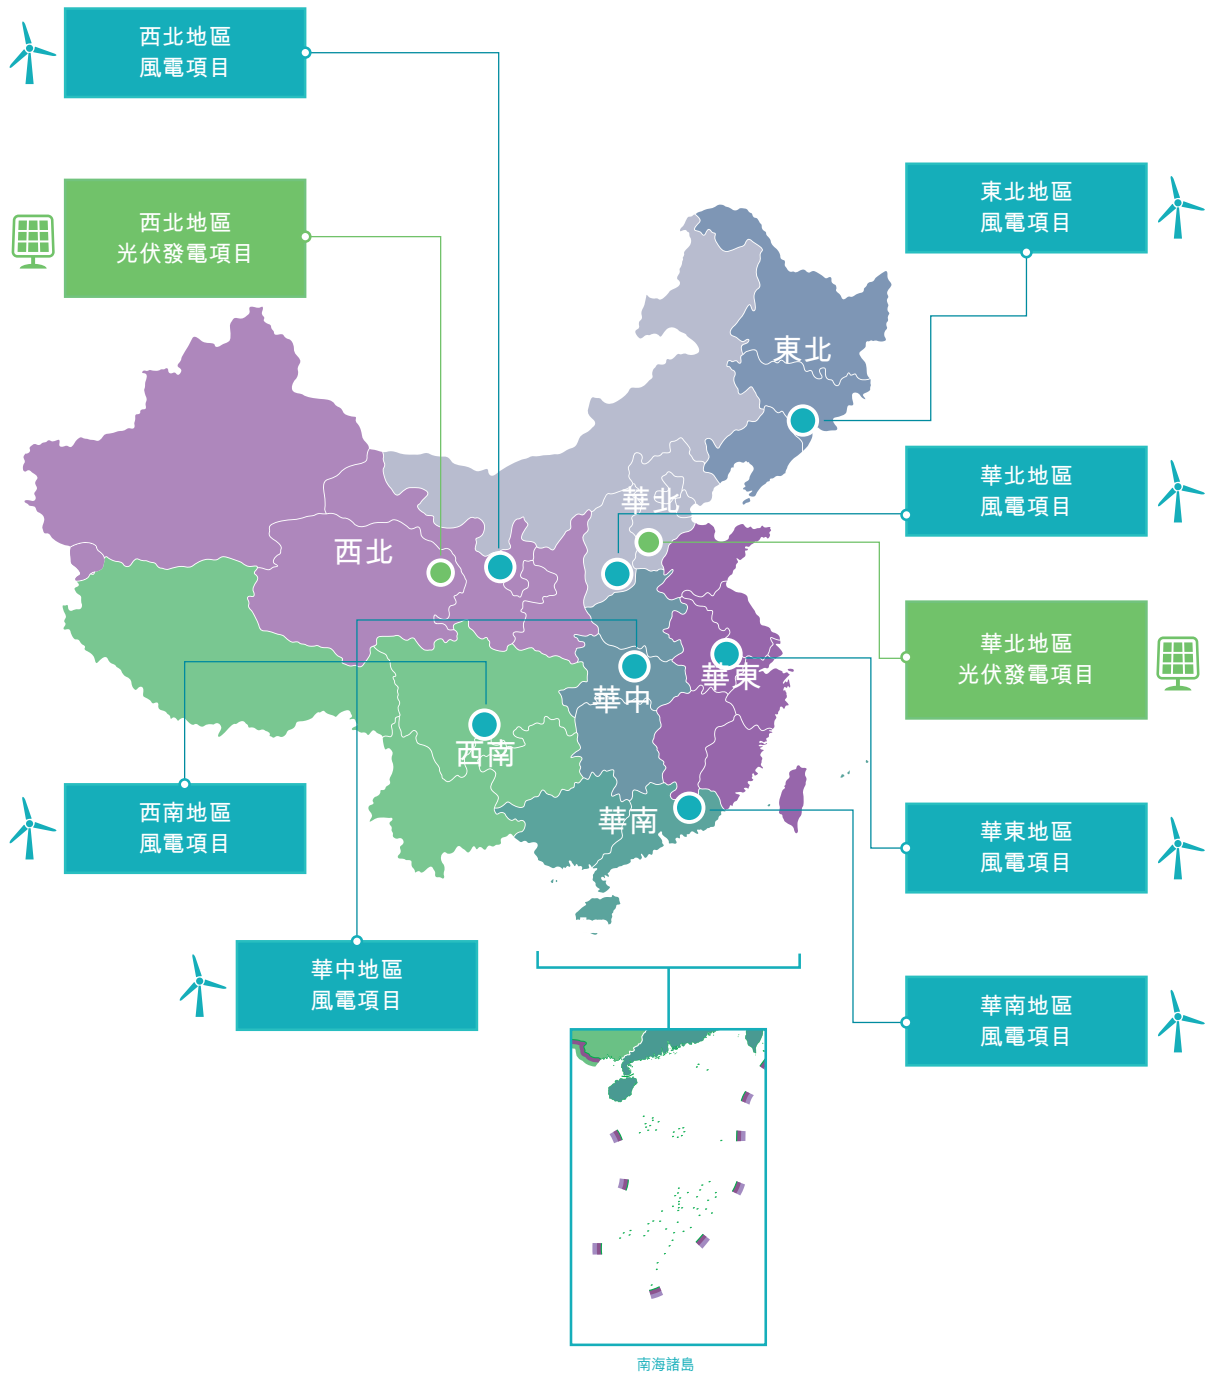 西北地區
風電項目
西北地區
光伏發電項目
東北地區
風電項目
東北
華北地區
風電項目
華北
西北
華北地區
光伏發電項目
華東
華中
西南
西南地區
風電項目
華南
華東地區
風電項目
華中地區
風電項目
華南地區
風電項目
南海諸島